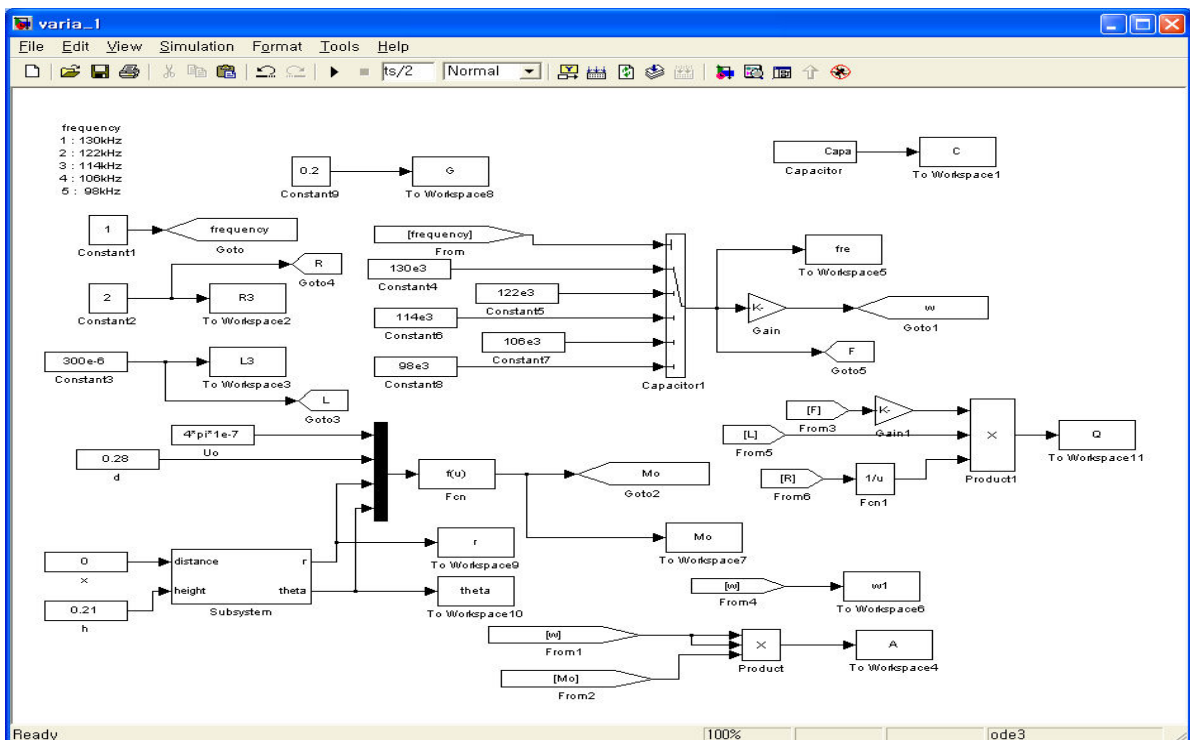 varia_1
File Edit View Simulation Format Tools Help
ts/2 Normal
frequency
1 : 130kHz
2 : 122kHz
3 : 114kHz
4 : 106kHz
5 : 98kHz
0.2
Constant9
G
To Workspace8
Capa
Capacitor
C
To Workspace1
1
Constant1
frequency
Goto
[frequency]
From
fre
To Workspace5
R
Goto4
2
Constant2
R3
To Workspace2
130e3
Constant4
122e3
Constant5
114e3
Constant6
106e3
Constant7
98e3
Constant8
Capacitor1
K-
Gain
w
Goto1
F
Goto5
300e-6
Constant3
L3
To Workspace3
L
Goto3
4*pi*1e-7
Uo
0.28
d
f(u)
Fcn
Mo
Goto2
Mo
To Workspace7
[F]
From3
K-
Gain1
[L]
From5
[R]
From6
1/u
Fcn1
×
Product1
Q
To Workspace11
0
x
0.21
h
distance
height
r
theta
Subsystem
r
To Workspace9
theta
To Workspace10
[w]
From4
w1
To Workspace6
[w]
From1
[Mo]
From2
×
Product
A
To Workspace4
Ready 100% ode3